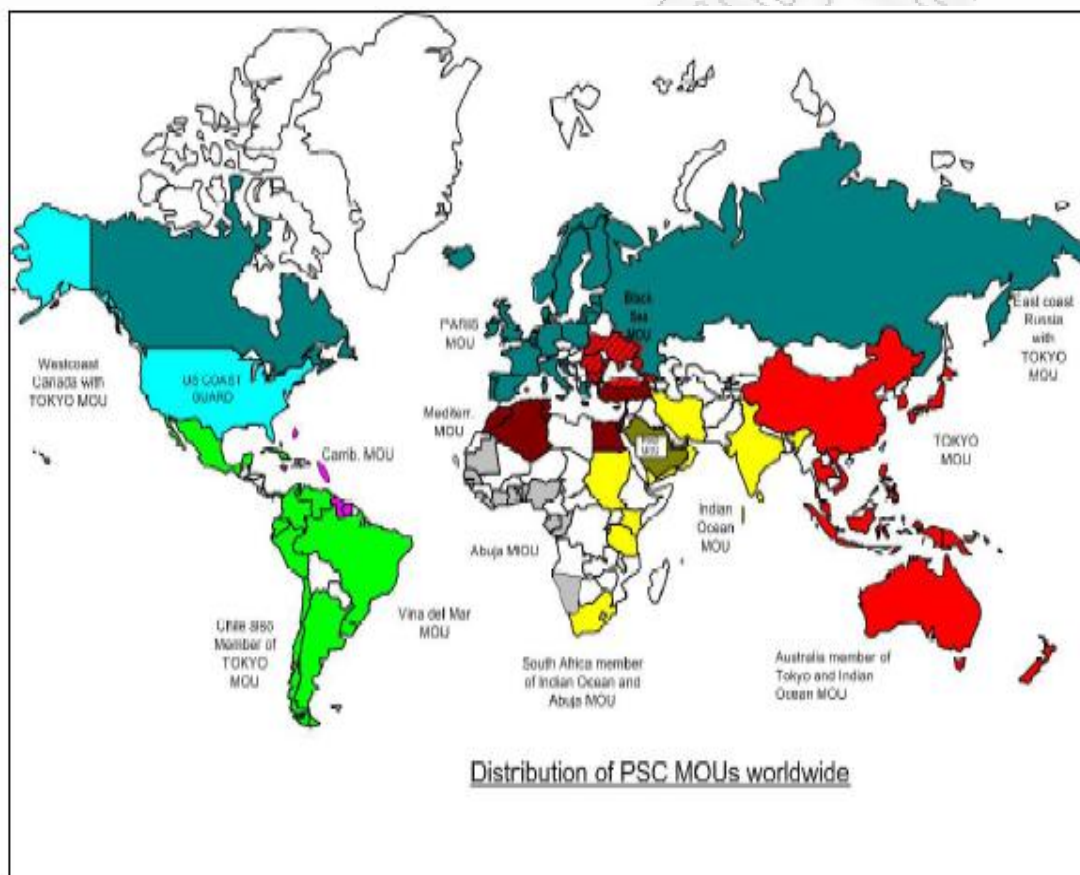 Black
Sea
MOU
PARIS
MOU
East coast
Russia
with
TOKYO
MOU
Westcoast
Canada with
TOKYO MOU
US COAST
GUARD
Mediterr.
MOU
Carrib. MOU
MOU
TOKYO
MOU
Indian
Ocean
MOU
Abuja MIOU
Vina del Mar
MOU
Chile also
Member of
TOKYO
MOU
South Africa member
of Indian Ocean and
Abuja MOU
Australia member of
Tokyo and Indian
Ocean MOU
Distribution of PSC MOUs worldwide